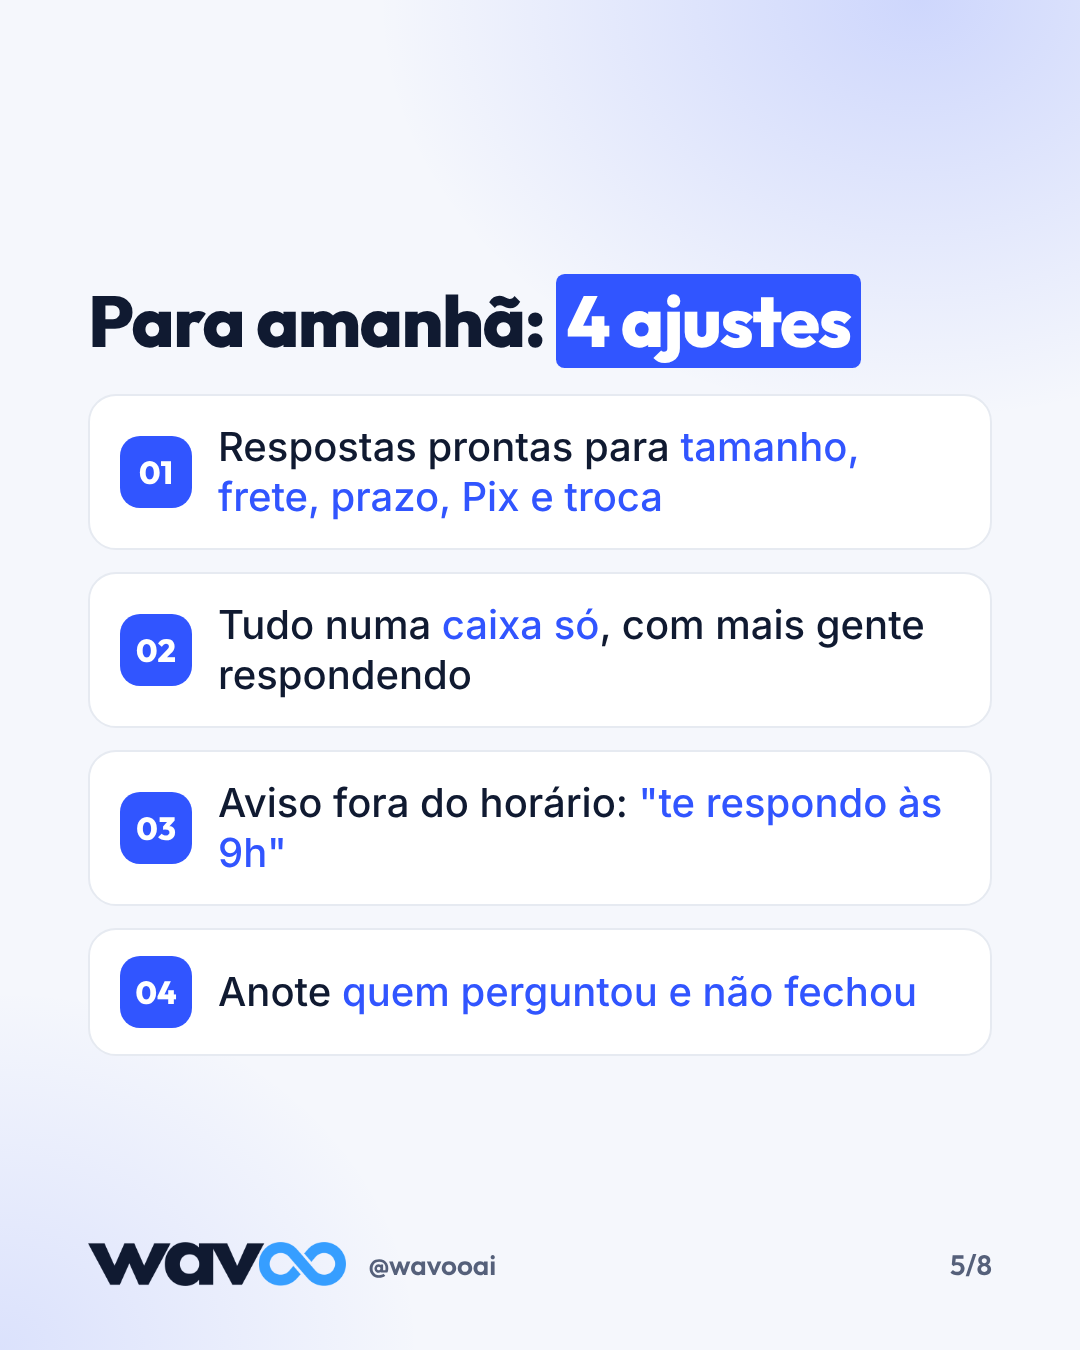 Para amanhã: 4 ajustes
01
Respostas prontas para tamanho,
frete, prazo, Pix e troca
02
Tudo numa caixa só, com mais gente
respondendo
03
Aviso fora do horário: "te respondo às
9h"
04
Anote quem perguntou e não fechou
wavoo @wavooai 5/8